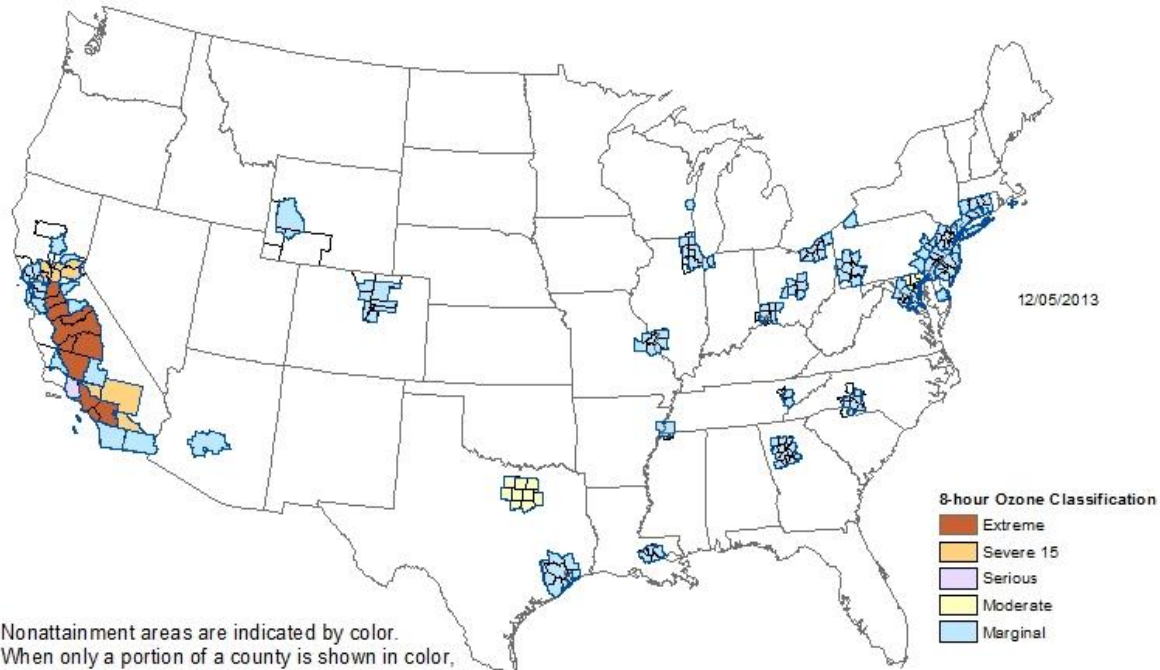 12/05/2013
8-hour Ozone Classification
Extreme
Severe 15
Serious
Moderate
Marginal
Nonattainment areas are indicated by color.
When only a portion of a county is shown in color,